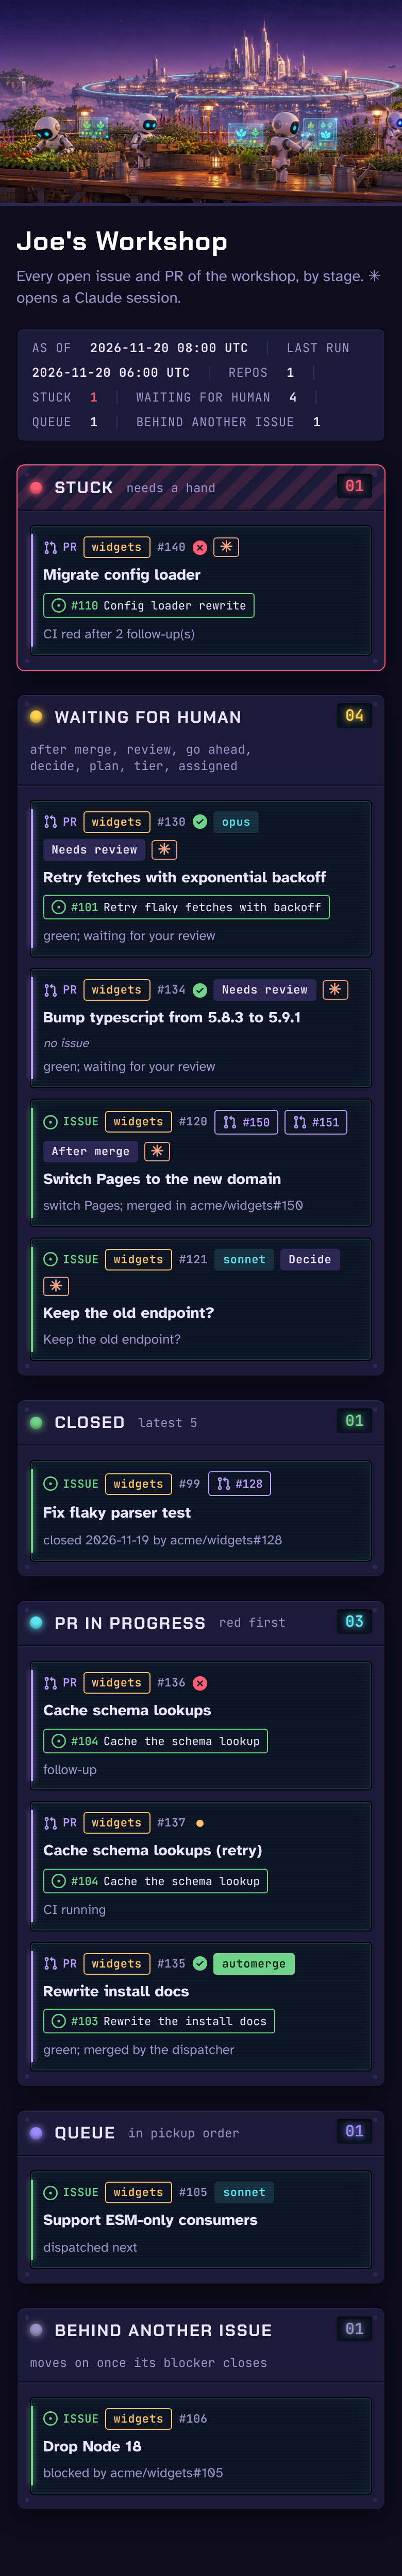 Joe's Workshop
Every open issue and PR of the workshop, by stage. ✳
opens a Claude session.
AS OF 2026-11-20 08:00 UTC LAST RUN
2026-11-20 06:00 UTC REPOS 1
STUCK 1 WAITING FOR HUMAN 4
QUEUE 1 BEHIND ANOTHER ISSUE 1
STUCK needs a hand 01
PR widgets #140
Migrate config loader
#110 Config loader rewrite
CI red after 2 follow-up(s)
WAITING FOR HUMAN 04
after merge, review, go ahead,
decide, plan, tier, assigned
PR widgets #130 opus
Needs review
Retry fetches with exponential backoff
#101 Retry flaky fetches with backoff
green; waiting for your review
PR widgets #134 Needs review
Bump typescript from 5.8.3 to 5.9.1
no issue
green; waiting for your review
ISSUE widgets #120 #150 #151
After merge
Switch Pages to the new domain
switch Pages; merged in acme/widgets#150
ISSUE widgets #121 sonnet Decide
Keep the old endpoint?
Keep the old endpoint?
CLOSED latest 5 01
ISSUE widgets #99 #128
Fix flaky parser test
closed 2026-11-19 by acme/widgets#128
PR IN PROGRESS red first 03
PR widgets #136
Cache schema lookups
#104 Cache the schema lookup
follow-up
PR widgets #137
Cache schema lookups (retry)
#104 Cache the schema lookup
CI running
PR widgets #135 automerge
Rewrite install docs
#103 Rewrite the install docs
green; merged by the dispatcher
QUEUE in pickup order 01
ISSUE widgets #105 sonnet
Support ESM-only consumers
dispatched next
BEHIND ANOTHER ISSUE 01
moves on once its blocker closes
ISSUE widgets #106
Drop Node 18
blocked by acme/widgets#105